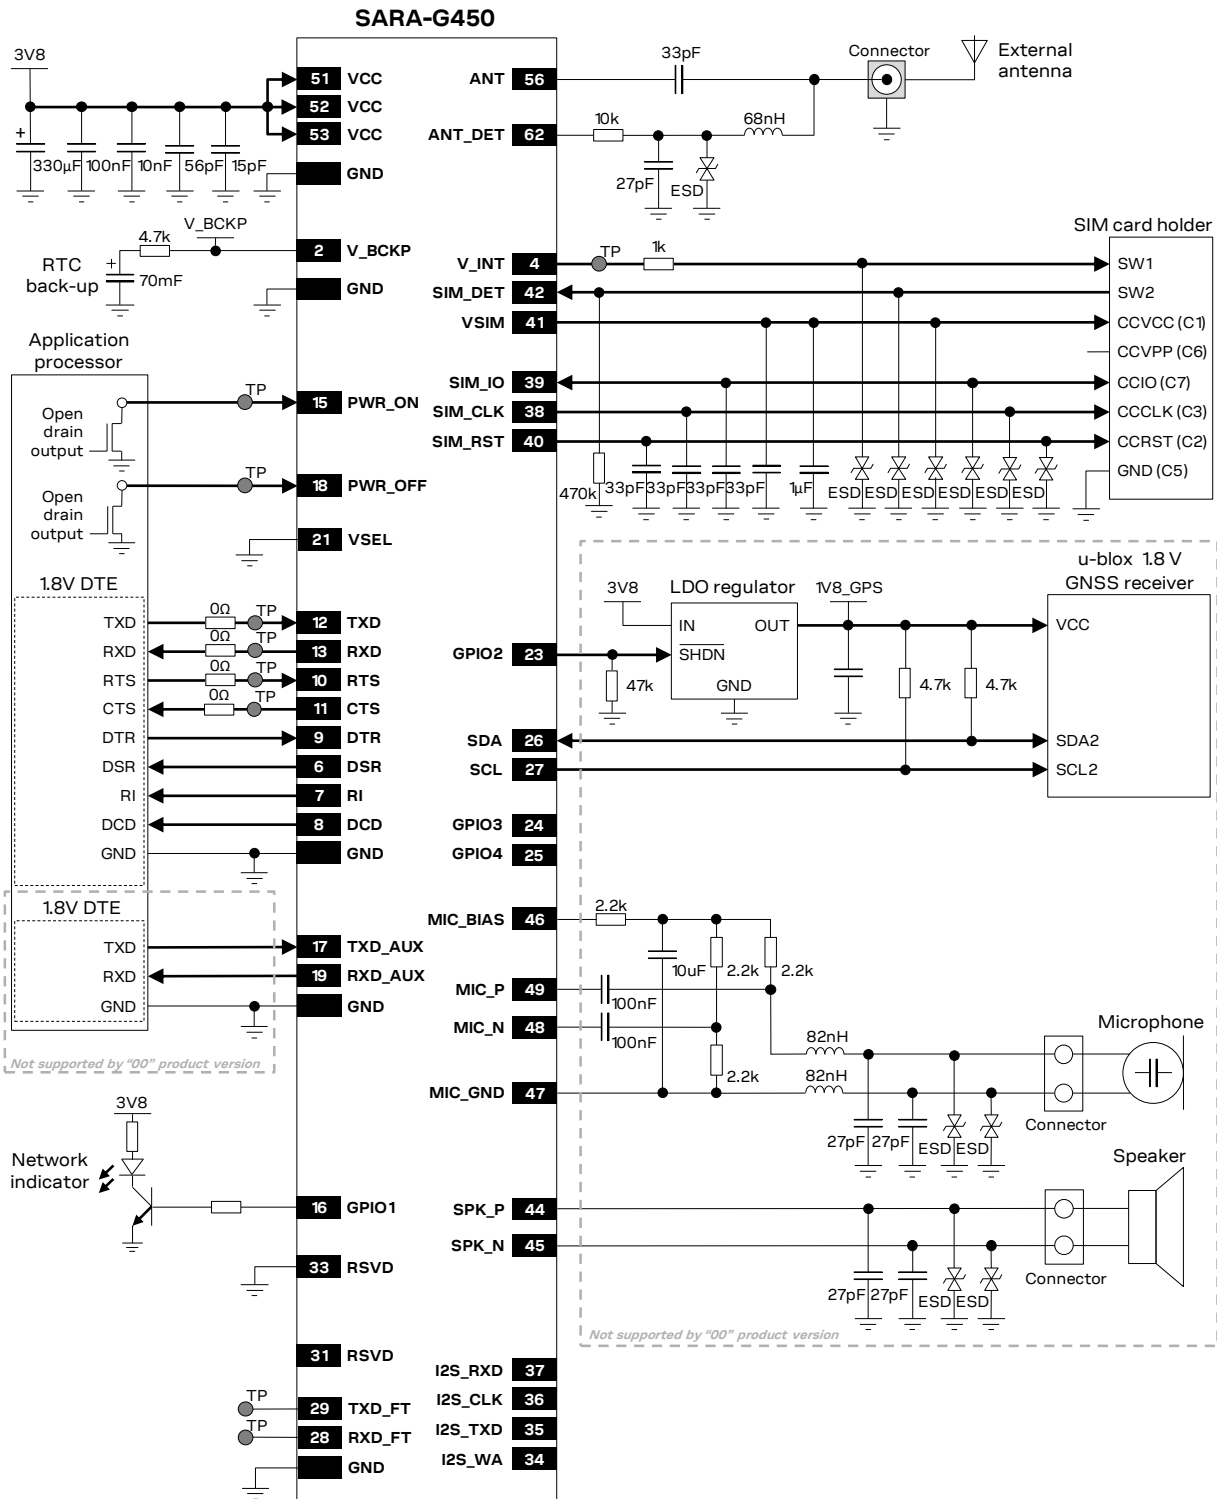 SARA-G450
3V8
330µF 100nF 10nF 56pF 15pF
51 VCC
52 VCC
53 VCC
GND
V_BCKP
4.7k
RTC
back-up
70mF
2 V_BCKP
GND
Application
processor
Open
drain
output
TP
15 PWR_ON
Open
drain
output
TP
18 PWR_OFF
21 VSEL
1.8V DTE
TXD 0Ω TP 12 TXD
RXD 0Ω TP 13 RXD
RTS 0Ω TP 10 RTS
CTS 0Ω TP 11 CTS
DTR 9 DTR
DSR 6 DSR
RI 7 RI
DCD 8 DCD
GND GND
1.8V DTE
TXD 17 TXD_AUX
RXD 19 RXD_AUX
GND GND
Not supported by "00" product version
3V8
Network
indicator
16 GPIO1
33 RSVD
31 RSVD
TP 29 TXD_FT
TP 28 RXD_FT
GND
ANT 56
33pF
Connector
External
antenna
ANT_DET 62
10k
68nH
27pF ESD
SIM card holder
V_INT 4 TP 1k SW1
SIM_DET 42 SW2
VSIM 41 CCVCC (C1)
CCVPP (C6)
SIM_IO 39 CCIO (C7)
SIM_CLK 38 CCCLK (C3)
SIM_RST 40 CCRST (C2)
GND (C5)
470k 33pF 33pF 33pF 33pF 1µF ESD ESD ESD ESD ESD ESD
u-blox 1.8 V
GNSS receiver
3V8 LDO regulator 1V8_GPS
IN OUT VCC
GPIO2 23 SHDN
47k GND 4.7k 4.7k
SDA 26 SDA2
SCL 27 SCL2
GPIO3 24
GPIO4 25
MIC_BIAS 46 2.2k
10uF 2.2k 2.2k
MIC_P 49 100nF
MIC_N 48 100nF
82nH
Microphone
2.2k
82nH
MIC_GND 47
Connector
27pF 27pF ESD ESD
Speaker
SPK_P 44
SPK_N 45
Connector
27pF 27pF ESD ESD
Not supported by "00" product version
I2S_RXD 37
I2S_CLK 36
I2S_TXD 35
I2S_WA 34